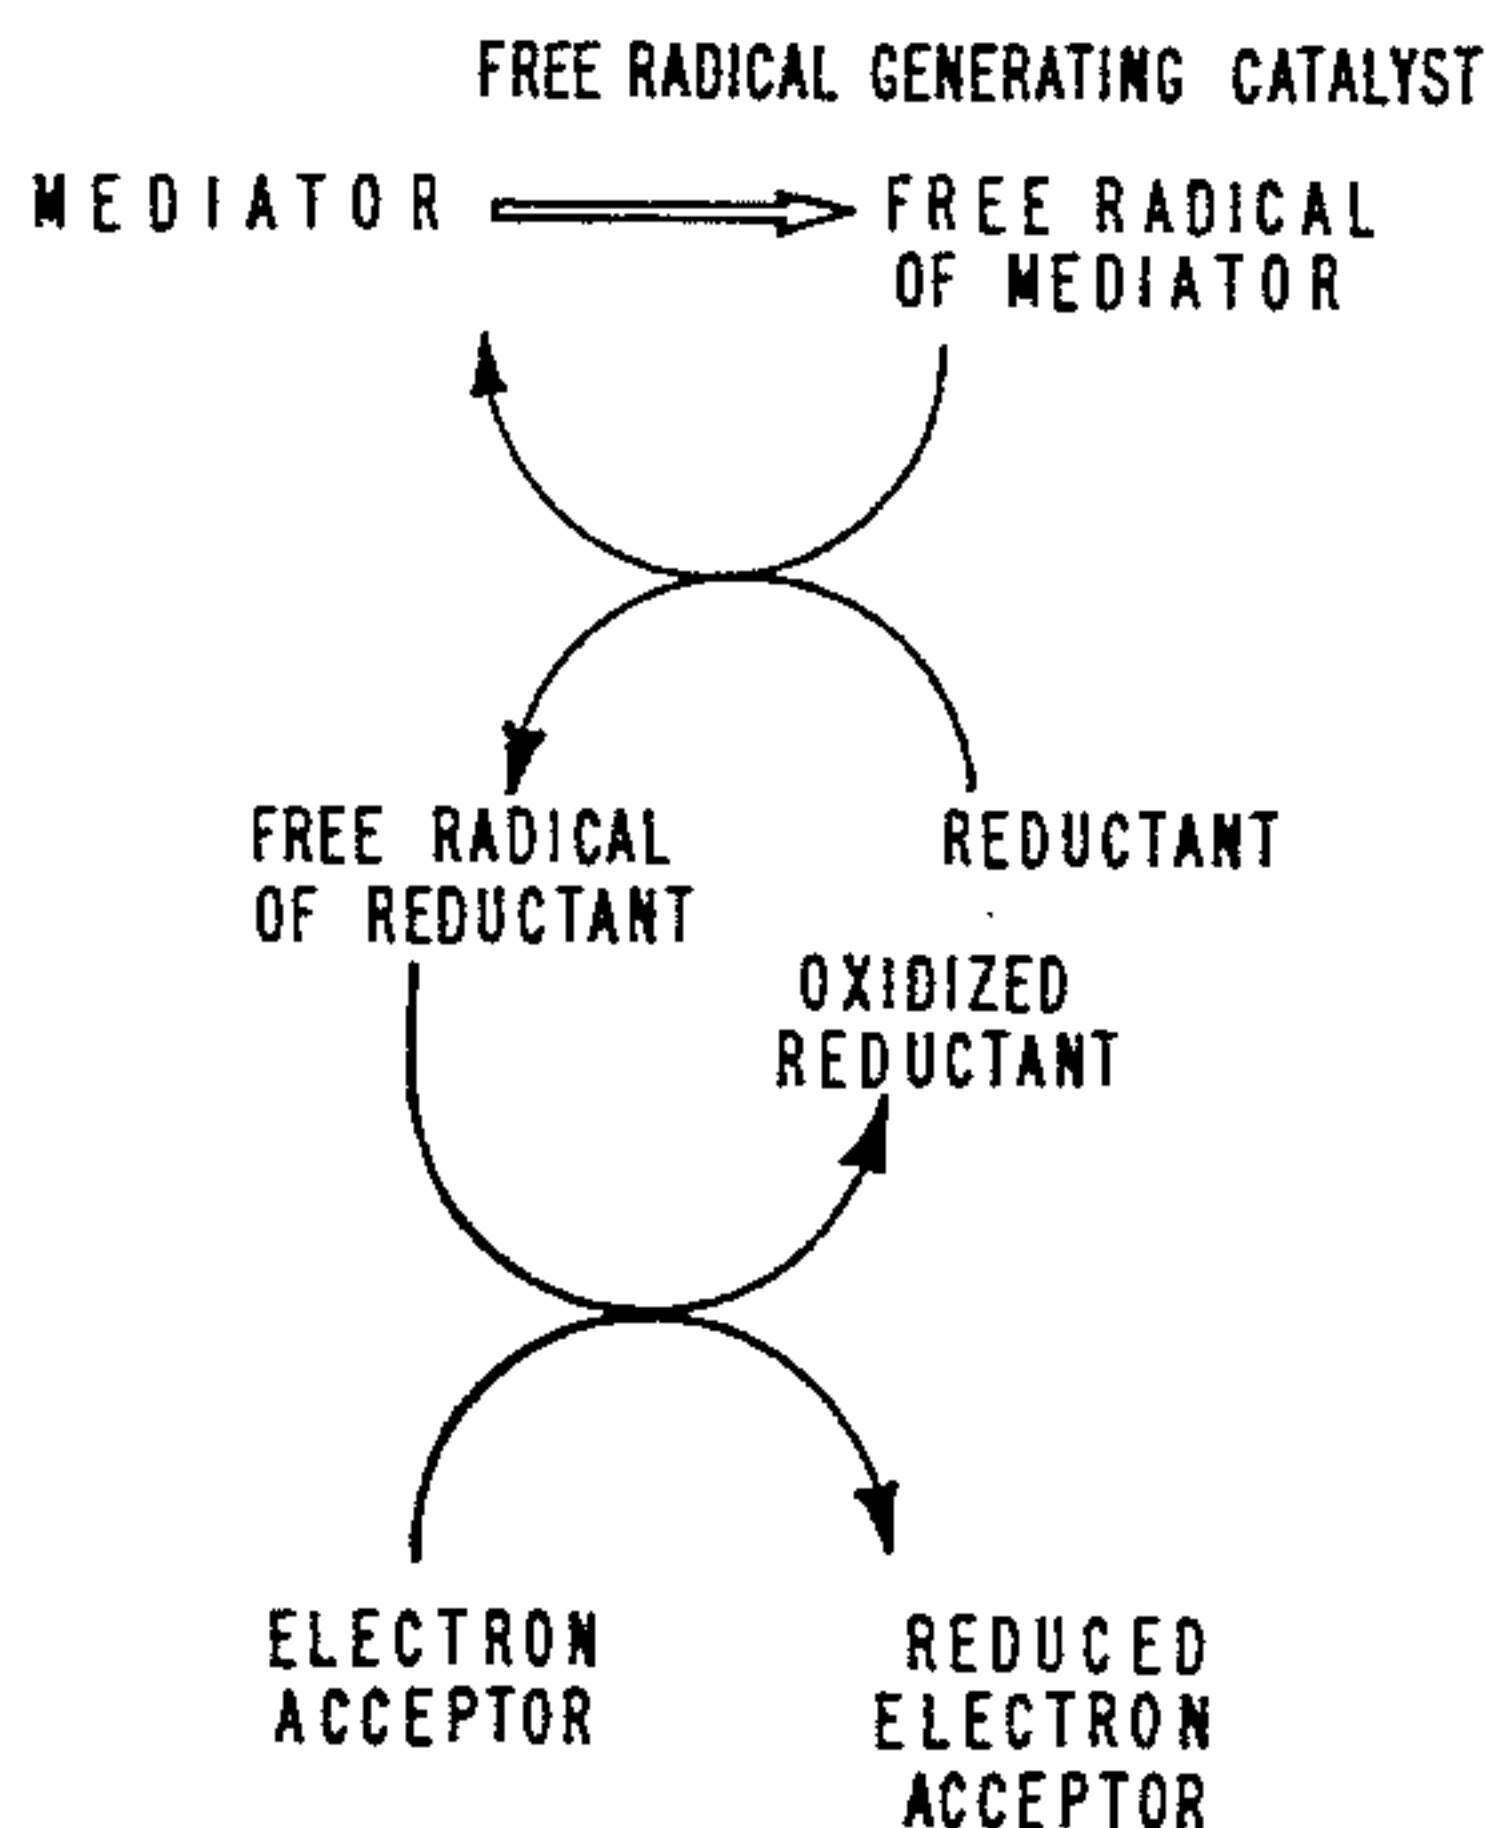 FREE RADICAL GENERATING CATALYST
MEDIATOR
FREE RADICAL
OF MEDIATOR
FREE RADICAL
OF REDUCTANT
REDUCTANT
OXIDIZED
REDUCTANT
ELECTRON
ACCEPTOR
REDUCED
ELECTRON
ACCEPTOR